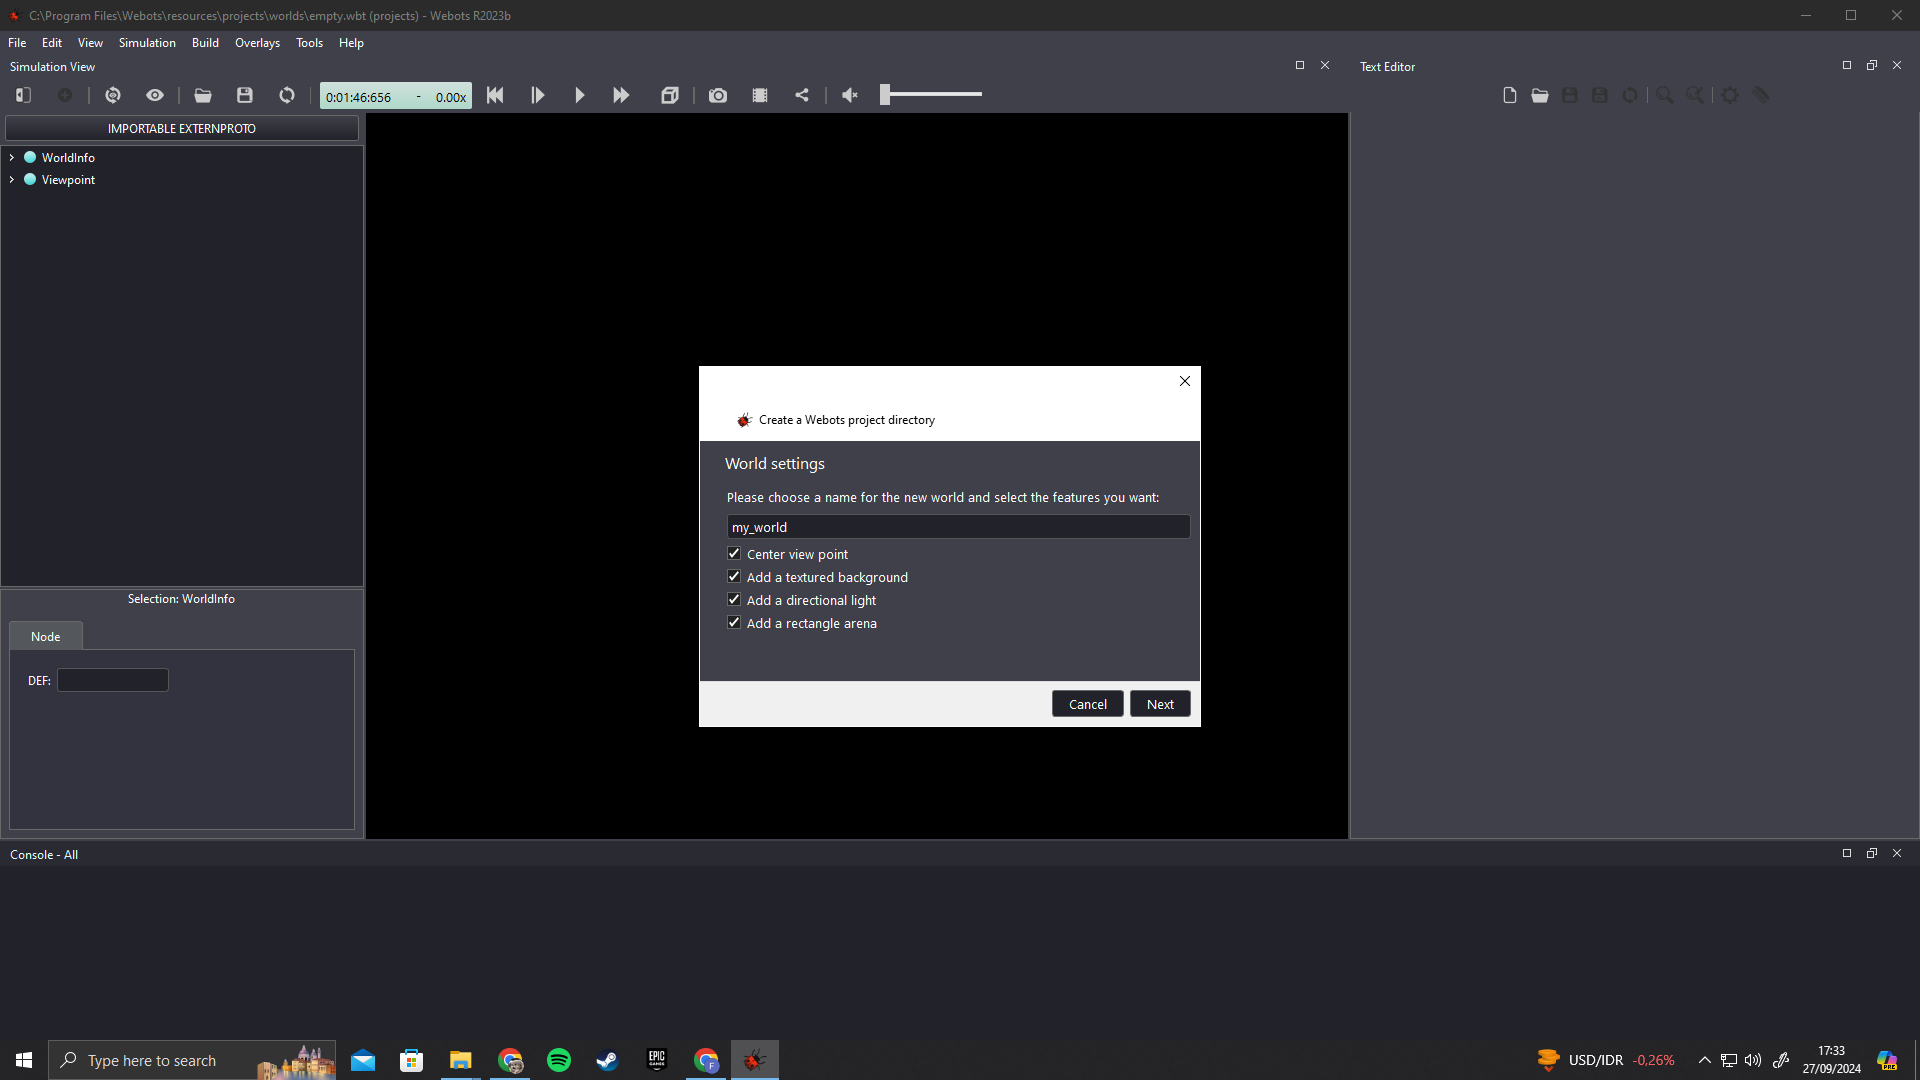 C:\Program Files\Webots\resources\projects\worlds\empty.wbt (projects) - Webots R2023b
File Edit View Simulation Build Overlays Tools Help
Simulation View
Text Editor
0:01:46:656 - 0.00x
IMPORTABLE EXTERNPROTO
WorldInfo
Viewpoint
Create a Webots project directory
World settings
Please choose a name for the new world and select the features you want:
my_world
Center view point
Add a textured background
Add a directional light
Add a rectangle arena
Cancel Next
Selection: WorldInfo
Node
DEF:
Console - All
Type here to search
EPIC
GAMES
F
USD/IDR -0,26%
17:33
27/09/2024
PRE